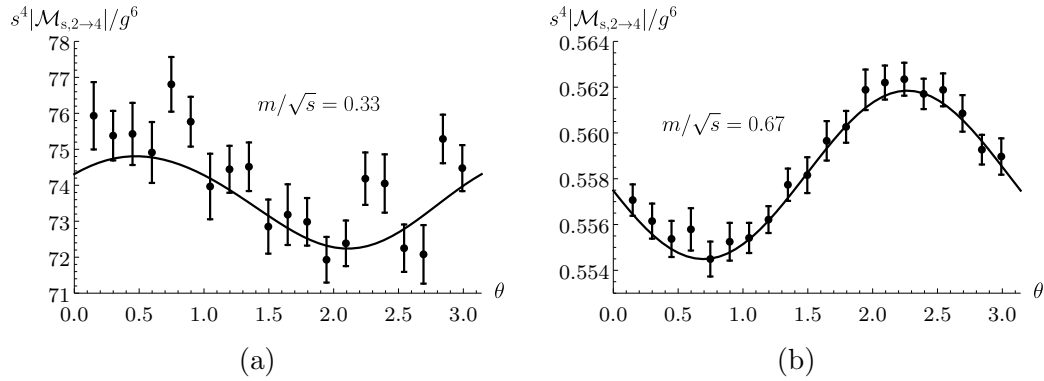 s⁴|ℳₛ,₂→₄|/g⁶
78
77
76
75
74
73
72
71
0.0 0.5 1.0 1.5 2.0 2.5 3.0
θ
m/√s = 0.33
(a)
s⁴|ℳₛ,₂→₄|/g⁶
0.564
0.562
0.560
0.558
0.556
0.554
0.0 0.5 1.0 1.5 2.0 2.5 3.0
θ
m/√s = 0.67
(b)